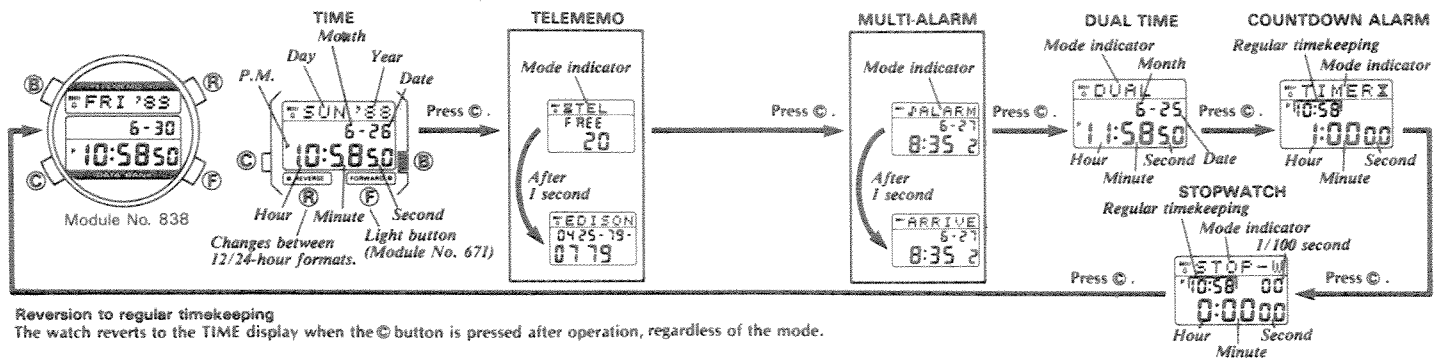 TIME
TELEMEMO
MULTI-ALARM
DUAL TIME
COUNTDOWN ALARM
B
R
FRI '89
6-30
P 10:58 50
C
F
Module No. 838
Month
Day
Year
P.M.
Date
SUN '88
6-26
10:58 50
C
B
REVERSE
FORWARD
R
F
Hour
Minute
Second
Changes between
12/24-hour formats.
Light button
(Module No. 671)
Press C .
Mode indicator
TEL
FREE
20
After
1 second
EDISON
0425-79-
0779
Press C .
Mode indicator
♪ALARM
6-27
8:35 2
After
1 second
ARRIVE
6-27
8:35 2
Press C .
Mode indicator
Month
DUAL
6-25
P 11:58 50
Hour
Second
Date
Minute
Press C .
Regular timekeeping
Mode indicator
TIMER
P 10:58
1:00 00
Hour
Second
Minute
STOPWATCH
Regular timekeeping
Mode indicator
1/100 second
STOP-W
P 10:58 00
0:00 00
Hour
Second
Minute
Press C .
Press C .
Reversion to regular timekeeping
The watch reverts to the TIME display when the C button is pressed after operation, regardless of the mode.